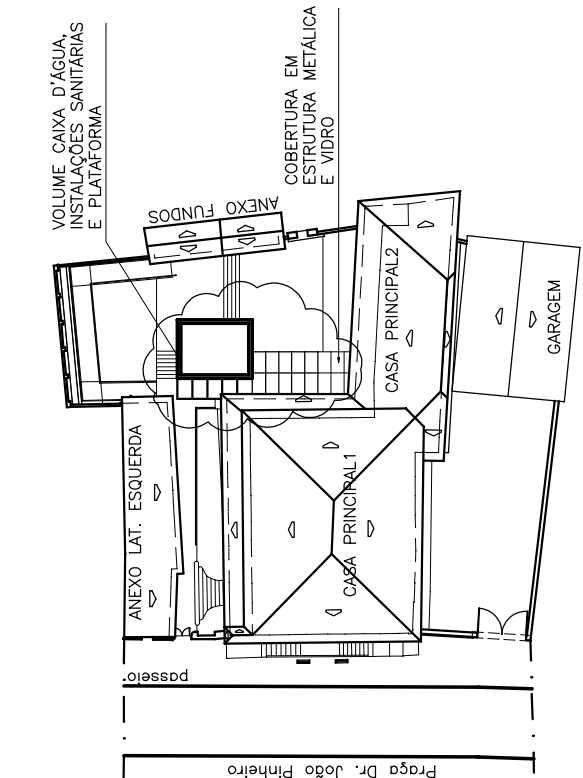 VOLUME CAIXA D'ÁGUA,
INSTALAÇÕES SANITÁRIAS
E PLATAFORMA
COBERTURA EM
ESTRUTURA METÁLICA
E VIDRO
ANEXO FUNDOS
CASA PRINCIPAL2
GARAGEM
ANEXO LAT. ESQUERDA
CASA PRINCIPAL1
passeio
Praça Dr. João Pinheiro